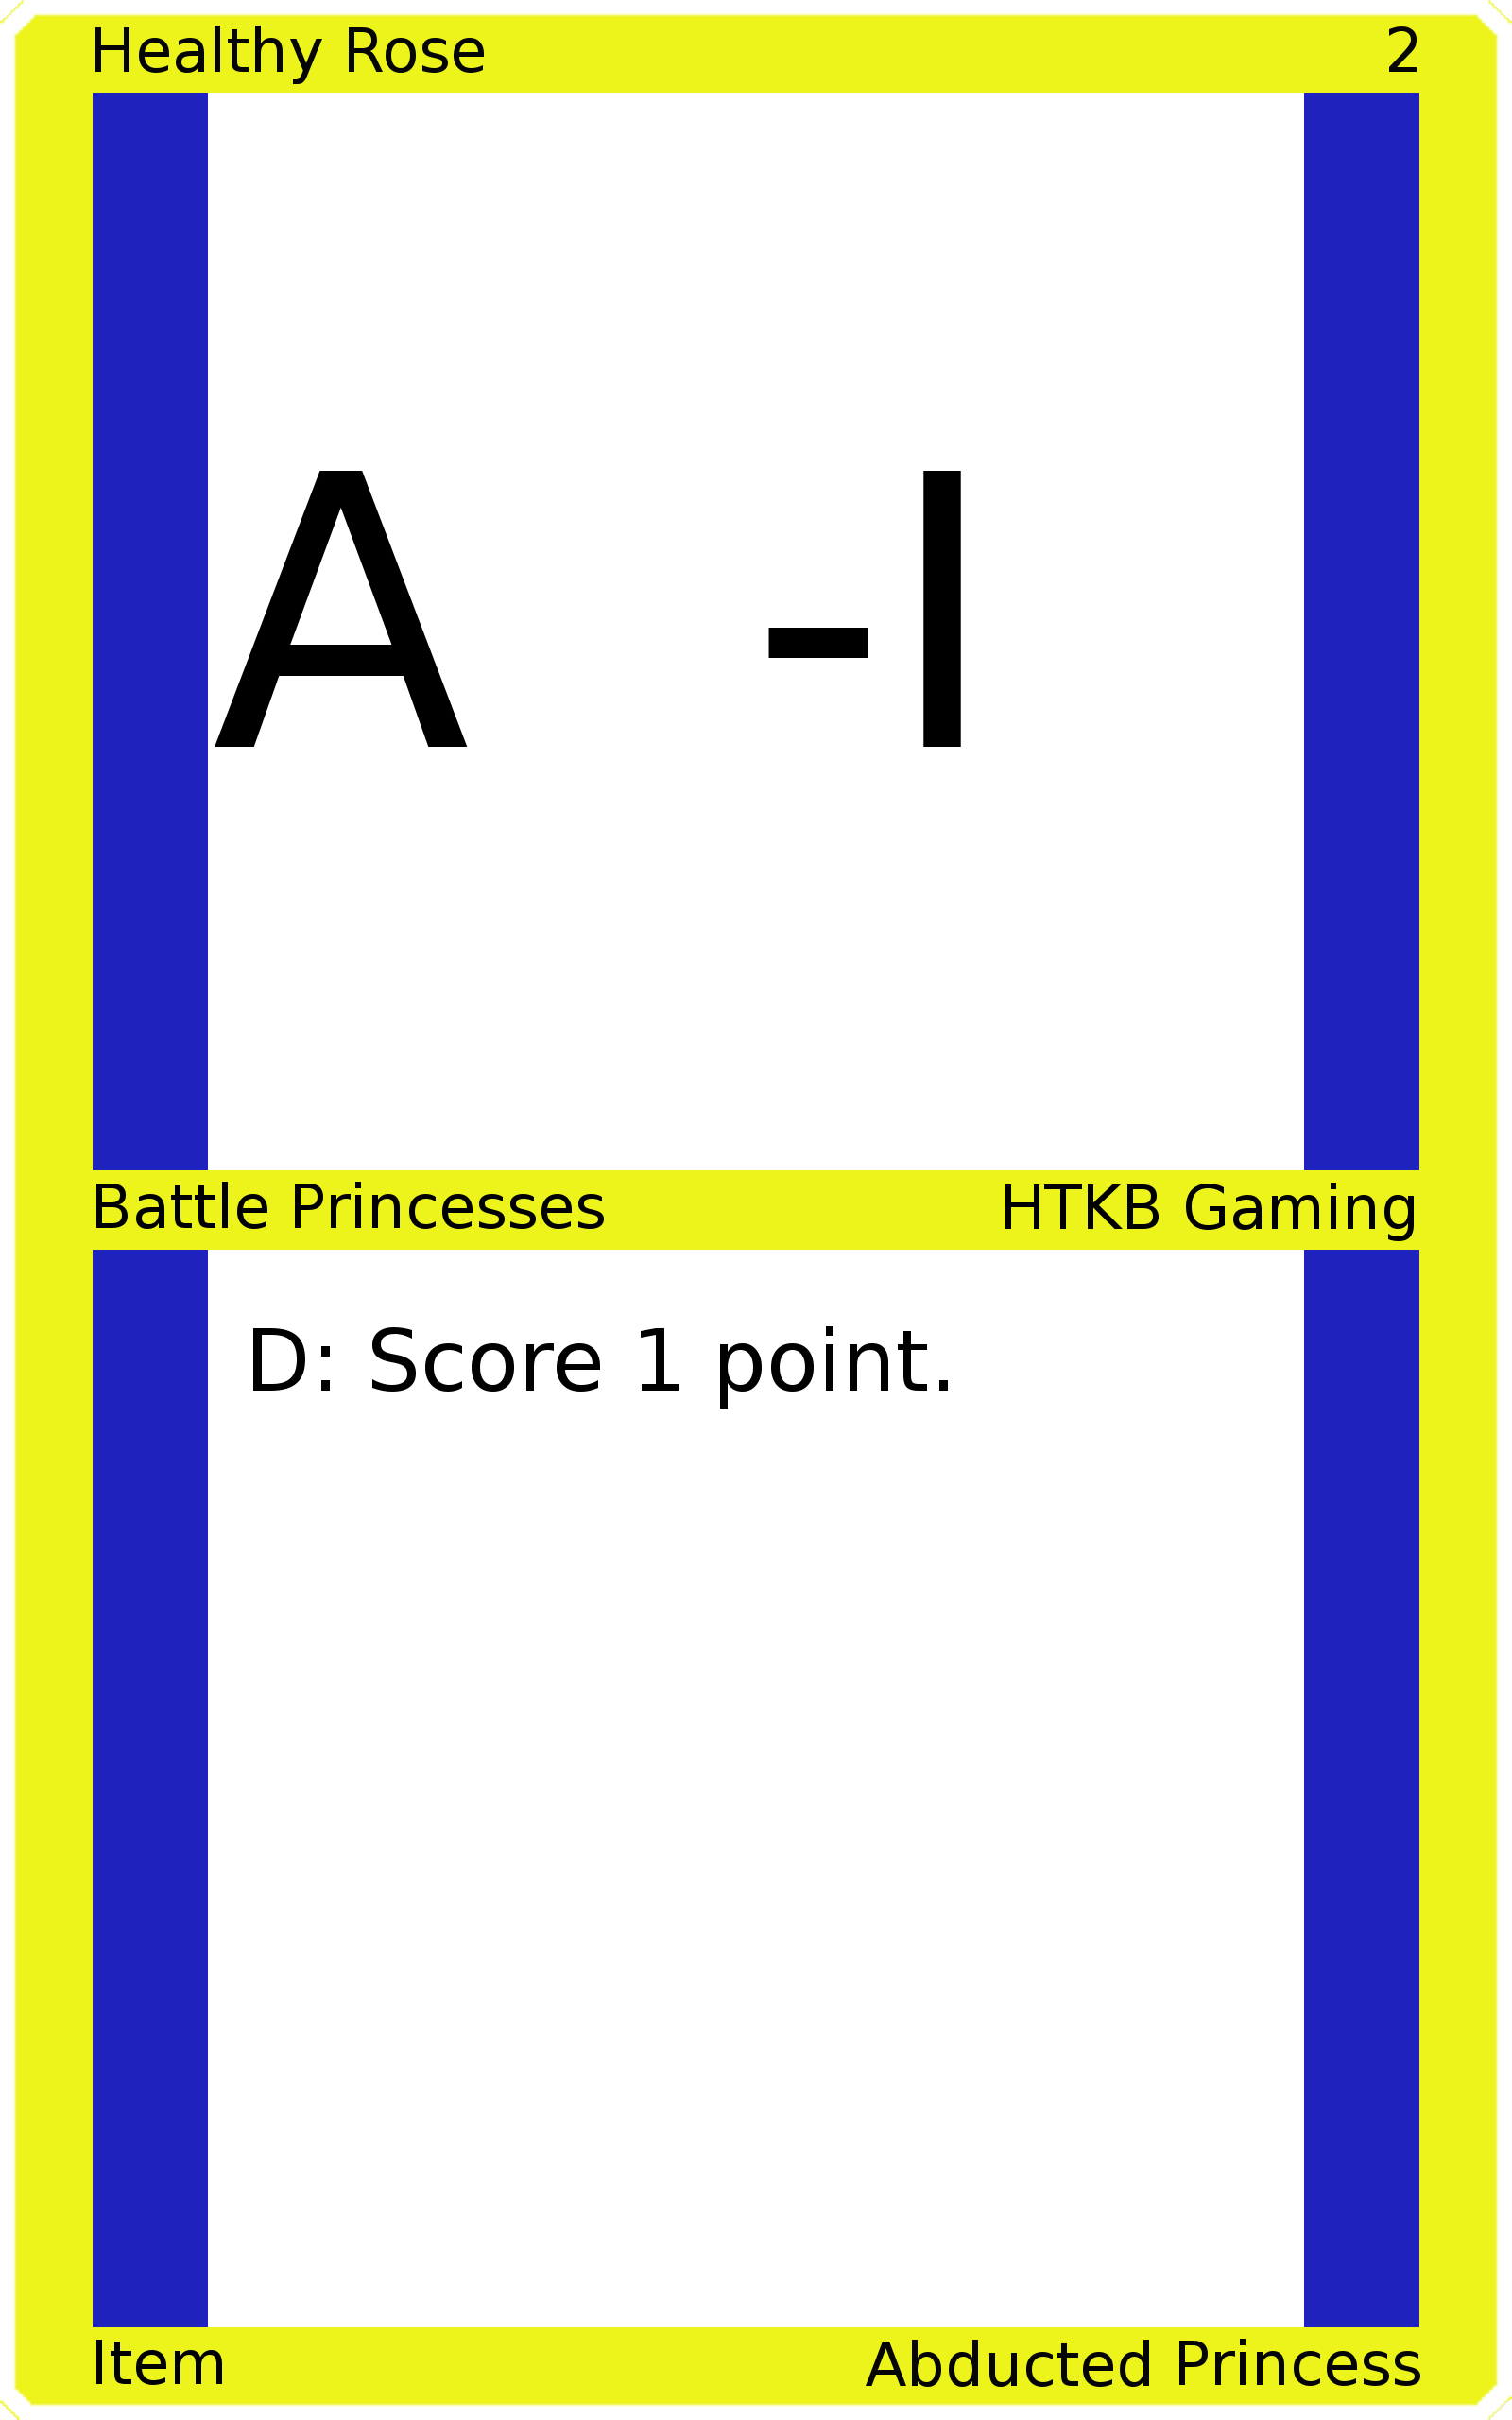 Healthy Rose 2
A -I
Battle Princesses HTKB Gaming
D: Score 1 point.
Item Abducted Princess